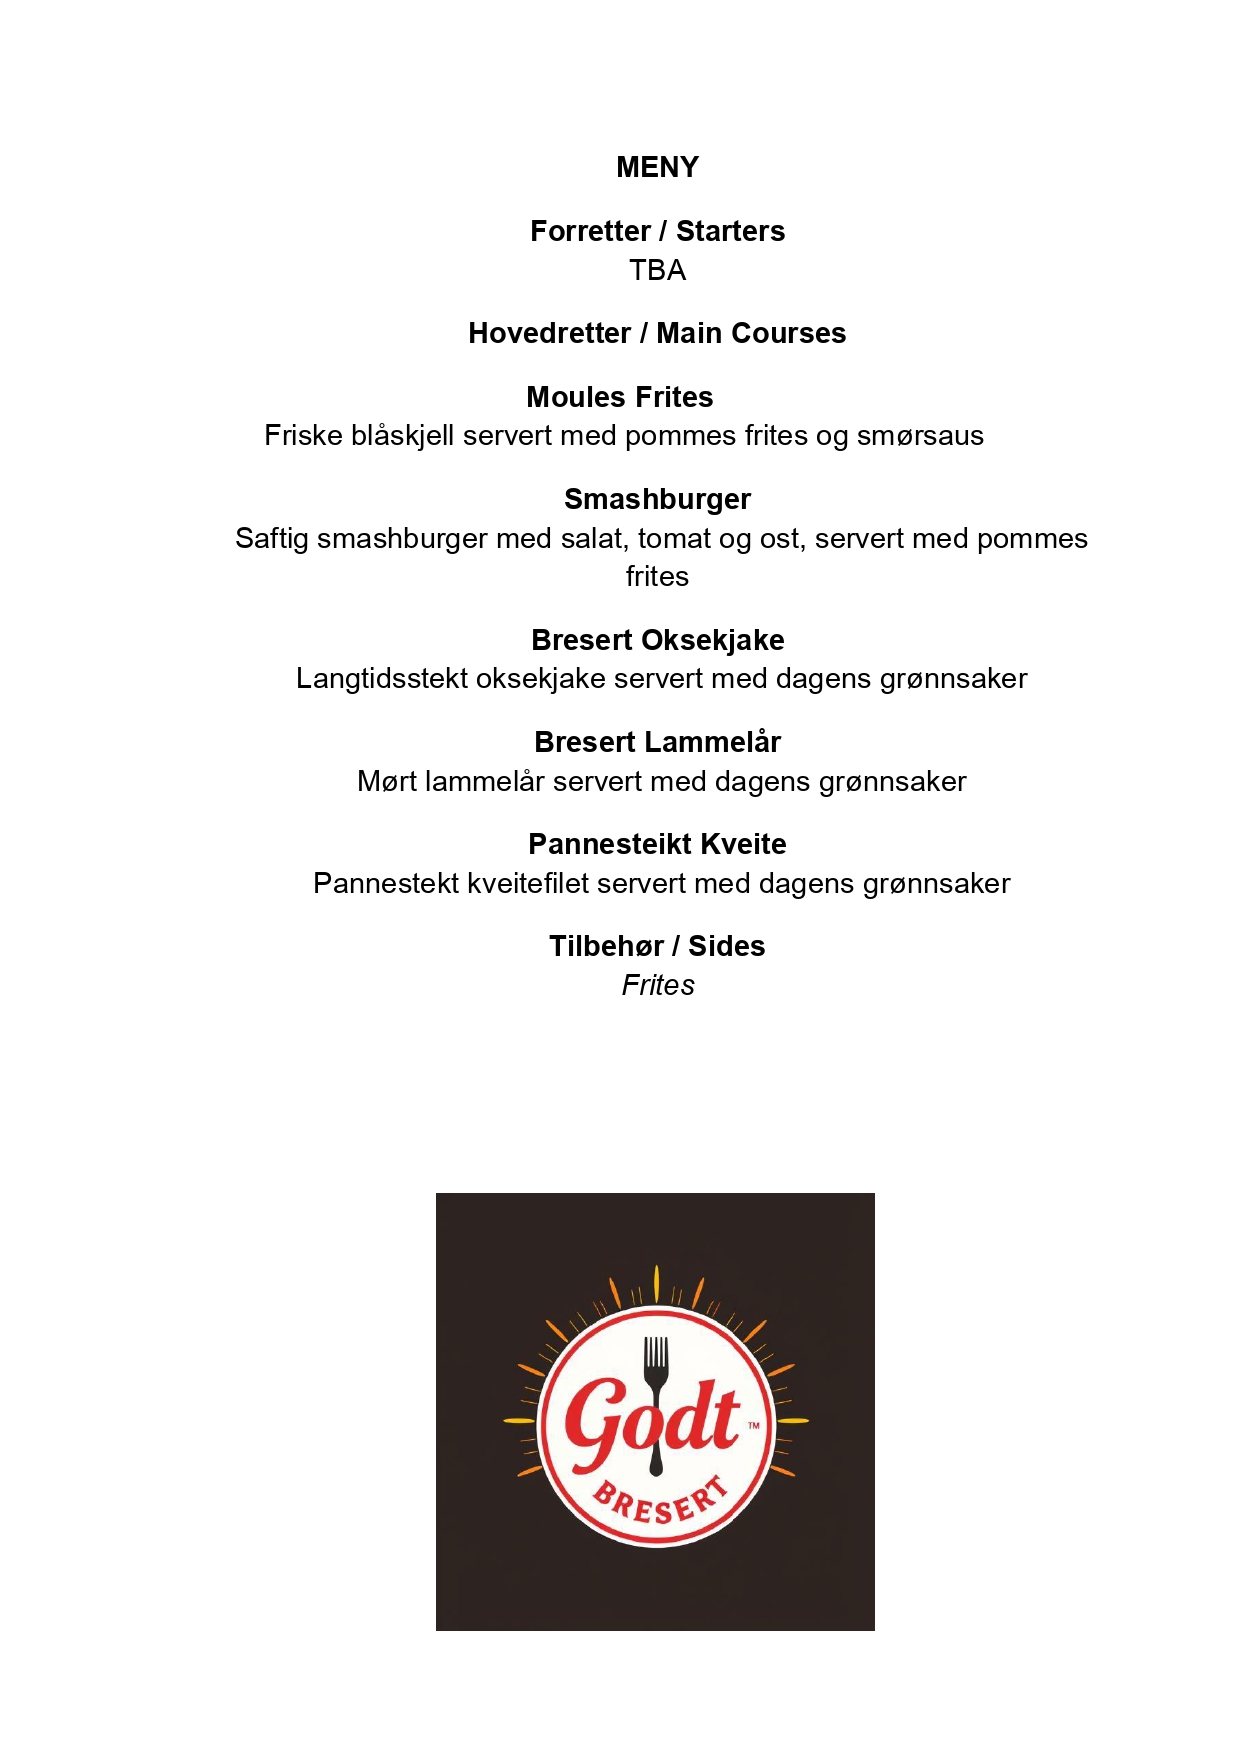 MENY
Forretter / Starters
TBA
Hovedretter / Main Courses
Moules Frites
Friske blåskjell servert med pommes frites og smørsaus
Smashburger
Saftig smashburger med salat, tomat og ost, servert med pommes
frites
Bresert Oksekjake
Langtidsstekt oksekjake servert med dagens grønnsaker
Bresert Lammelår
Mørt lammelår servert med dagens grønnsaker
Pannesteikt Kveite
Pannestekt kveitefilet servert med dagens grønnsaker
Tilbehør / Sides
Frites
Godt ™
BRESERT